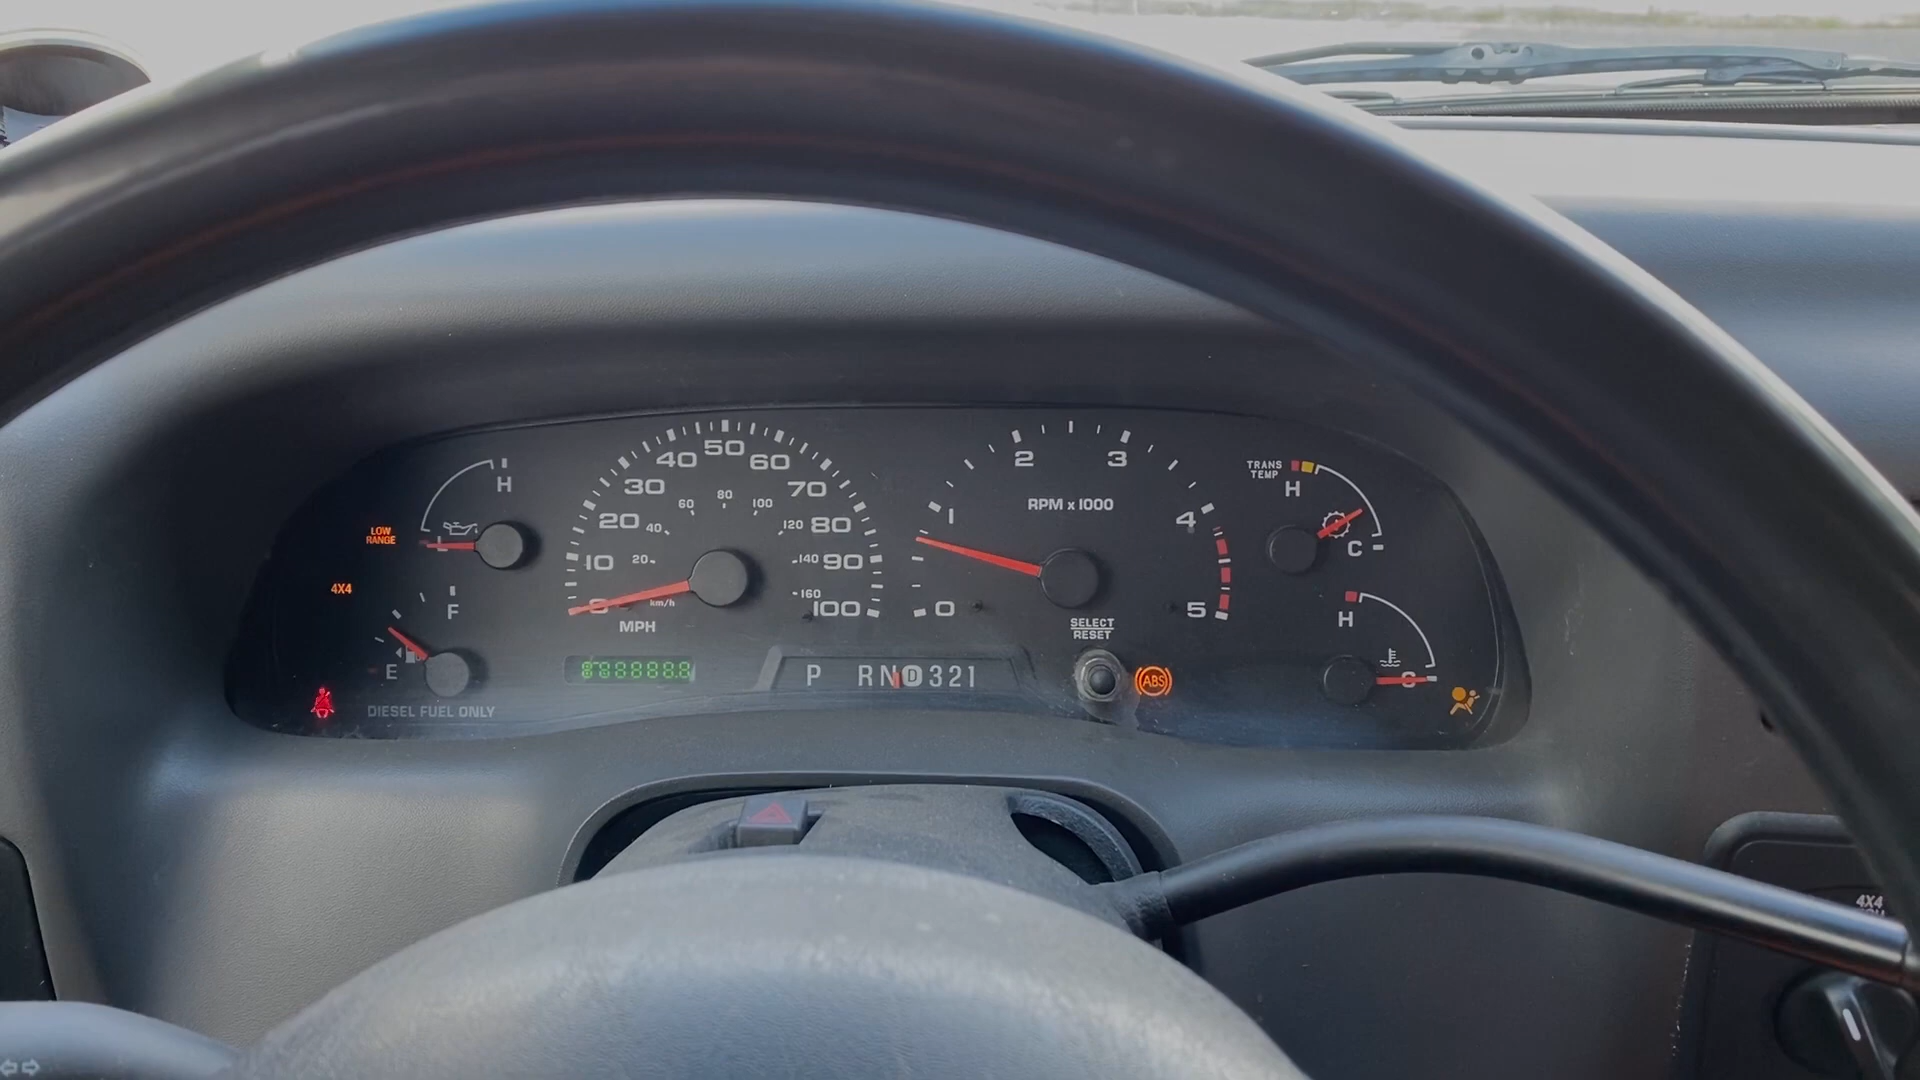 50
40
60
30
70
20
80
10
90
0
100
60
80
100
40
120
20
140
160
km/h
MPH
2
3
1
4
0
5
RPM x 1000
H
L
LOW
RANGE
4X4
F
E
DIESEL FUEL ONLY
P RND321
SELECT
RESET
ABS
TRANS
TEMP
H
C
H
C
4X4